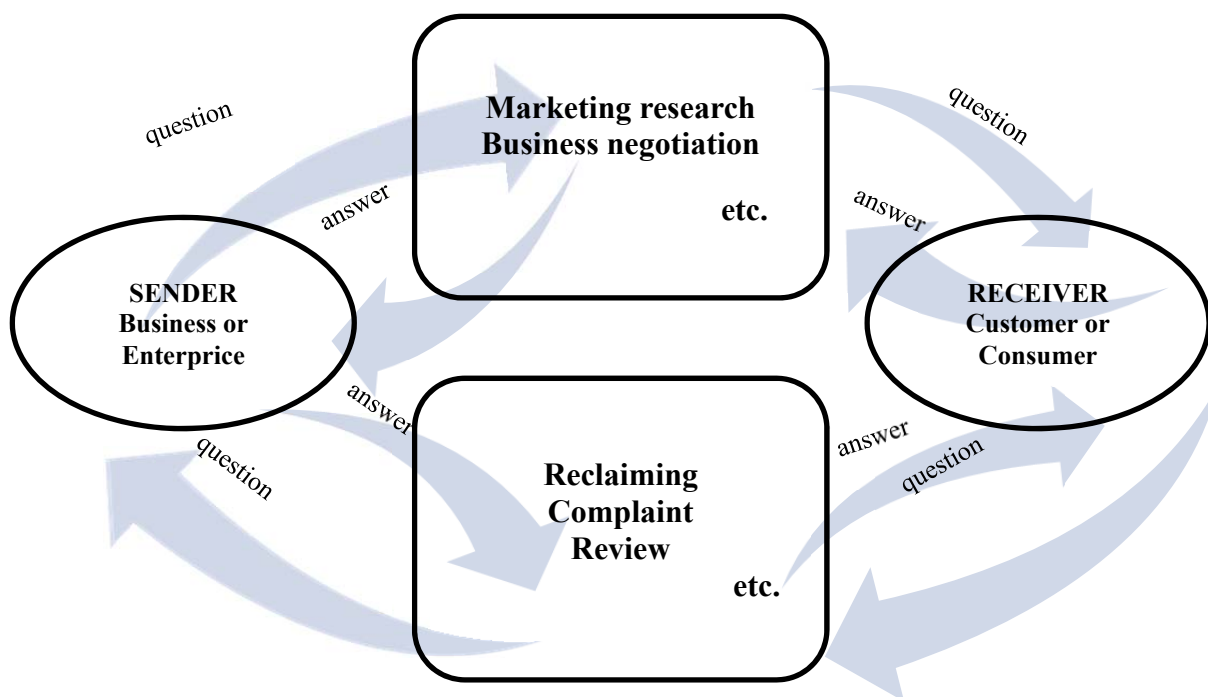 Marketing research
Business negotiation
etc.
question
answer
question
answer
SENDER
Business or
Enterprice
RECEIVER
Customer or
Consumer
answer
question
answer
question
Reclaiming
Complaint
Review
etc.